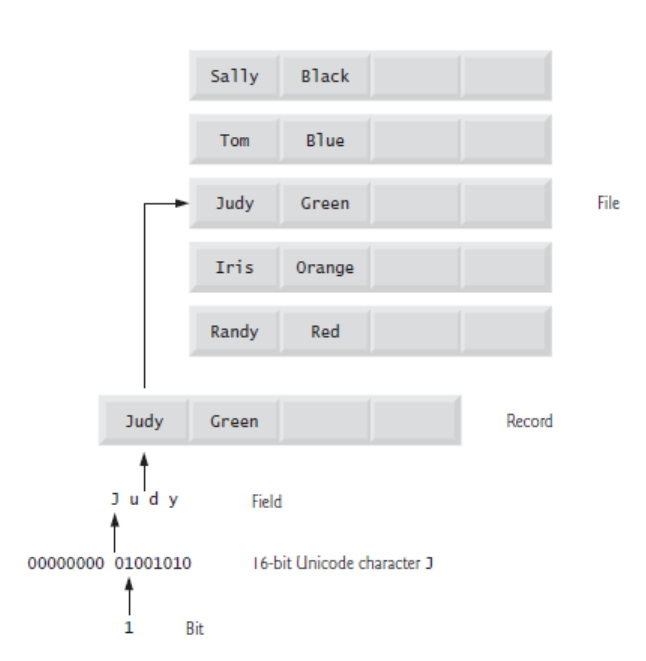 Sally Black
Tom Blue
Judy Green File
Iris Orange
Randy Red
Judy Green Record
J u d y Field
00000000 01001010 16-bit Unicode character J
1 Bit